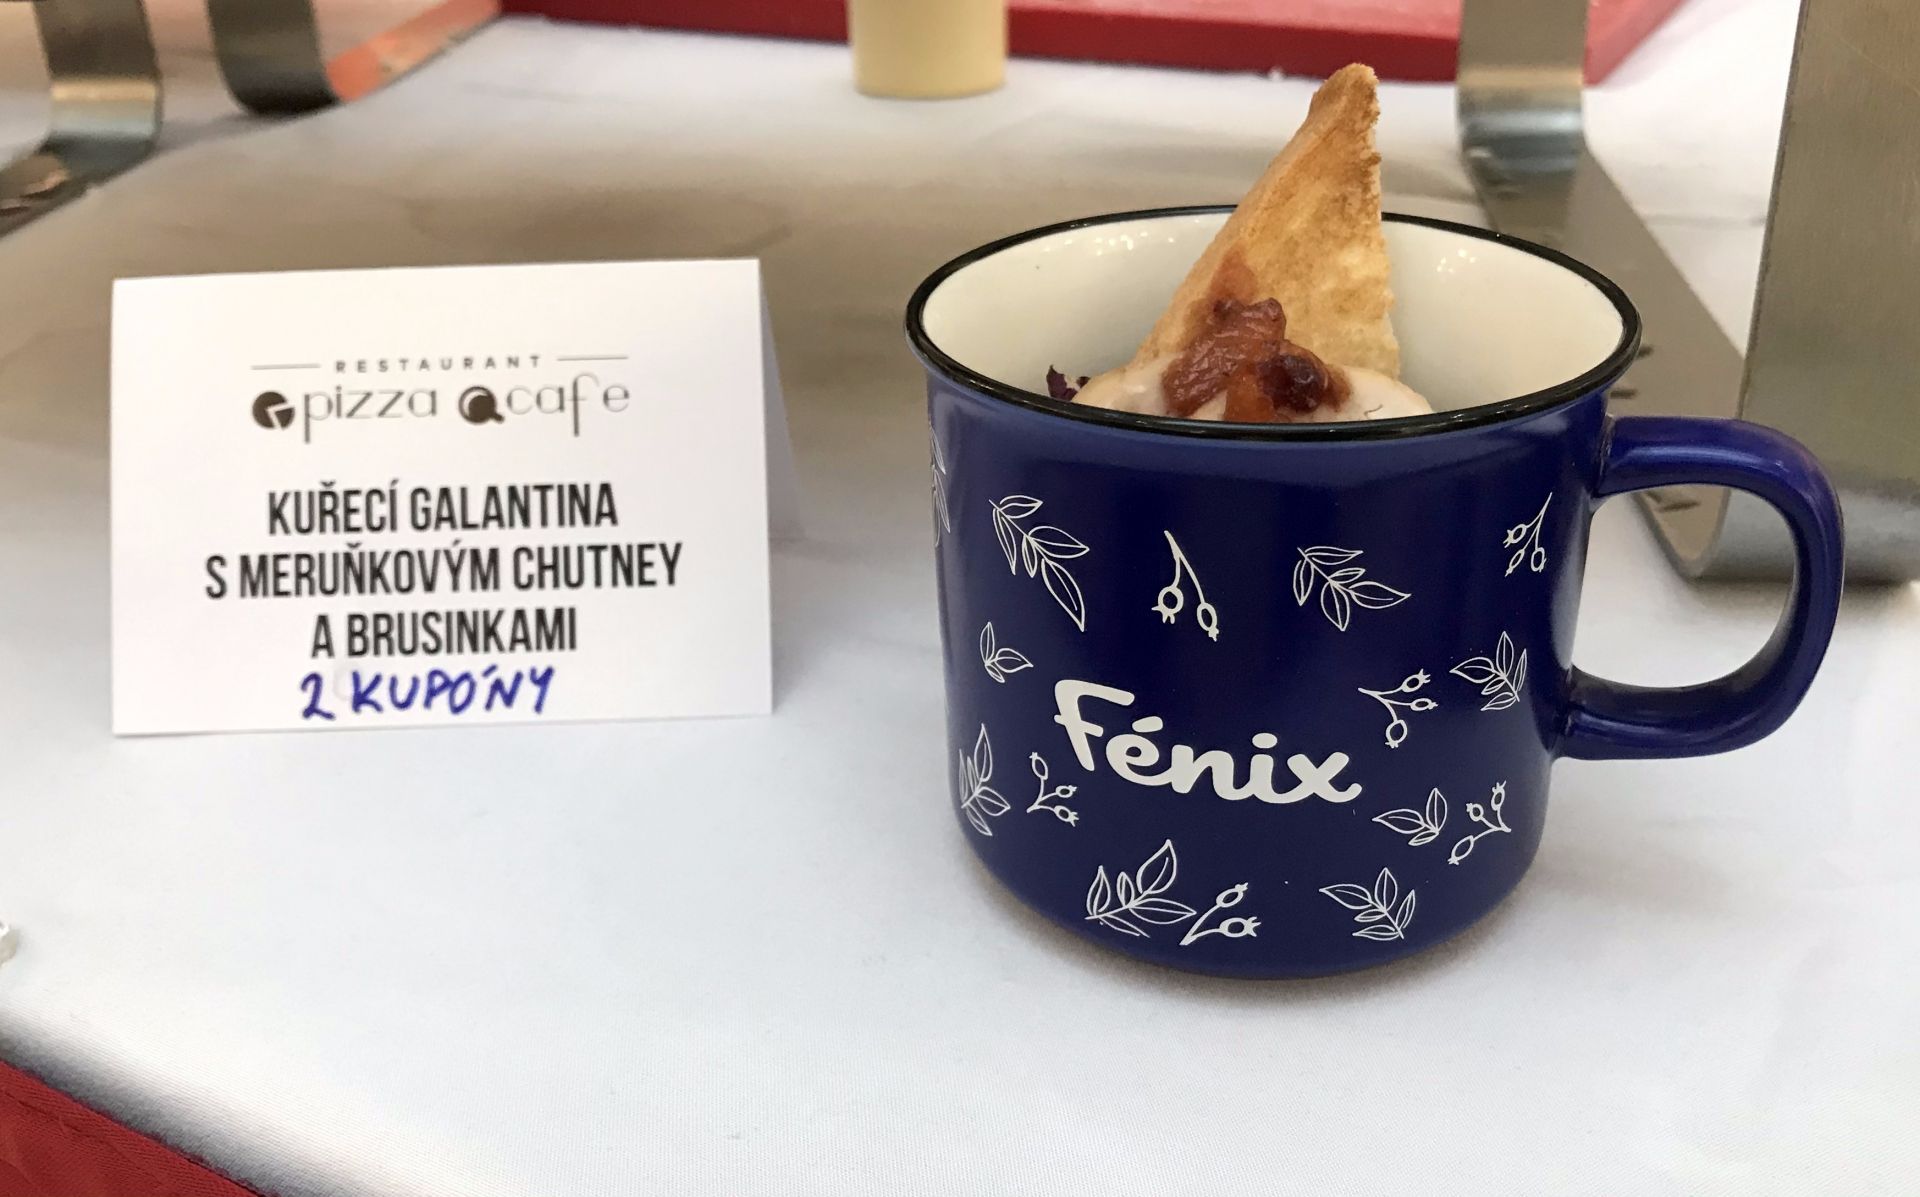 RESTAURANT
pizza cafe
KUŘECÍ GALANTINA
S MERUŇKOVÝM CHUTNEY
A BRUSINKAMI
2 KUPÓNY
Fénix